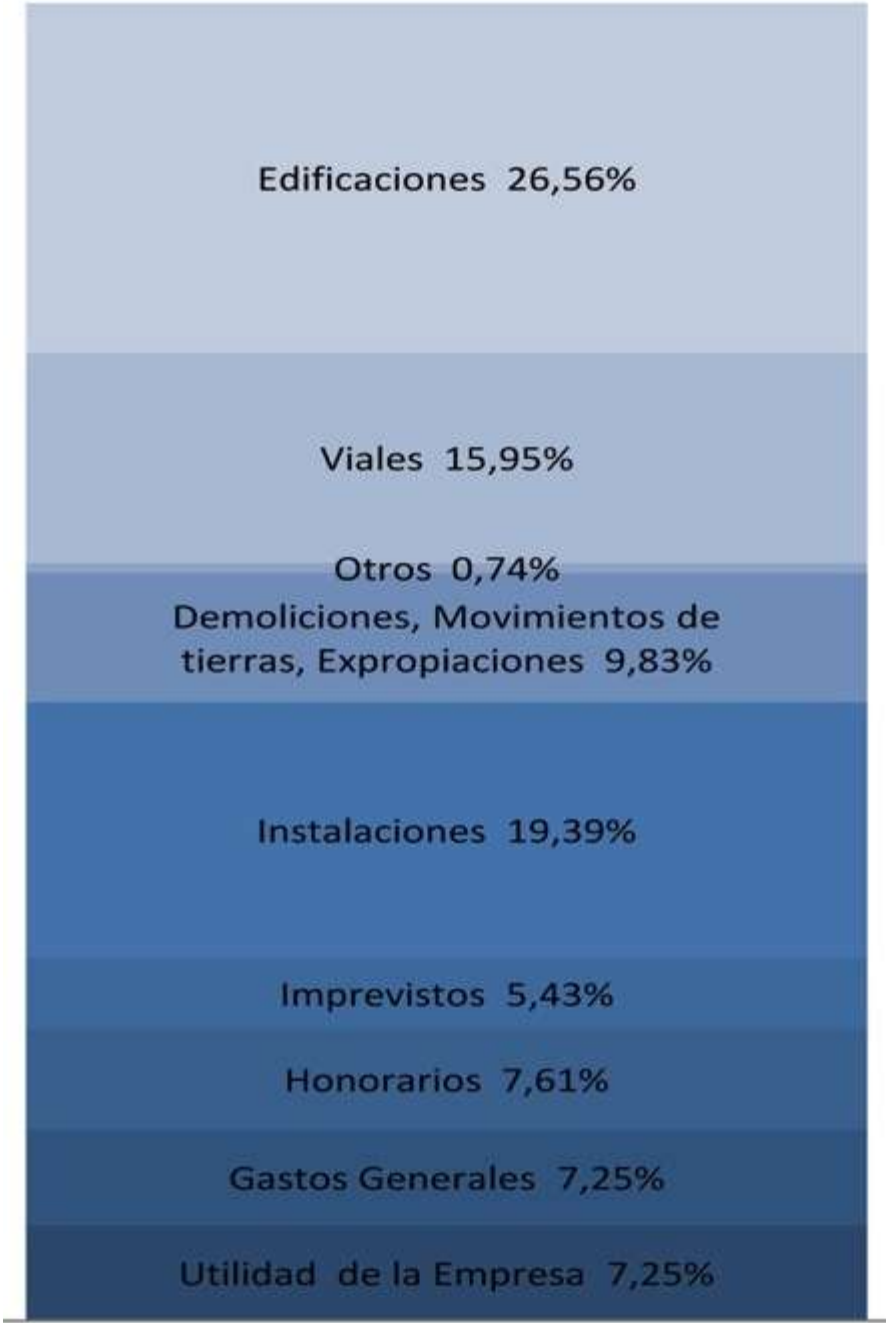 Edificaciones 26,56%
Viales 15,95%
Otros 0,74%
Demoliciones, Movimientos de
tierras, Expropiaciones 9,83%
Instalaciones 19,39%
Imprevistos 5,43%
Honorarios 7,61%
Gastos Generales 7,25%
Utilidad de la Empresa 7,25%